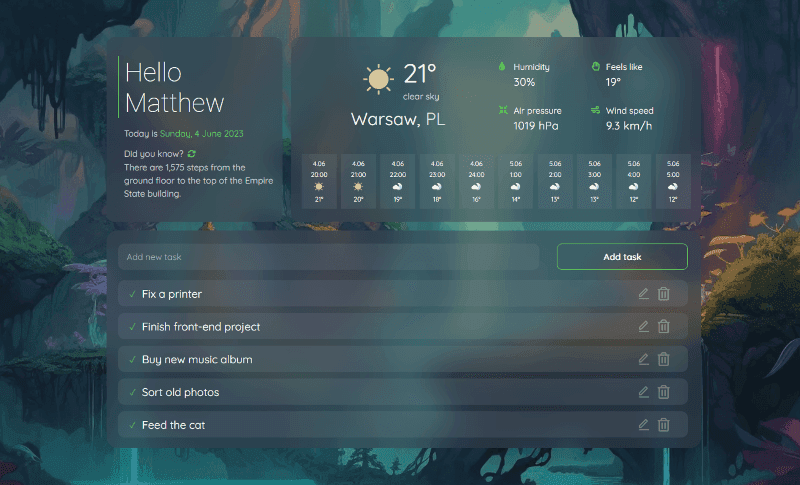 Hello
Matthew
Today is Sunday, 4 June 2023
Did you know?
There are 1,575 steps from the
ground floor to the top of the Empire
State building.
21°
clear sky
Warsaw, PL
Humidity
30%
Feels like
19°
Air pressure
1019 hPa
Wind speed
9.3 km/h
4.06 4.06 4.06 4.06 4.06 5.06 5.06 5.06 5.06 5.06
20:00 21:00 22:00 23:00 24:00 1:00 2:00 3:00 4:00 5:00
21° 20° 19° 18° 16° 14° 13° 13° 12° 12°
Add new task
Add task
Fix a printer
Finish front-end project
Buy new music album
Sort old photos
Feed the cat